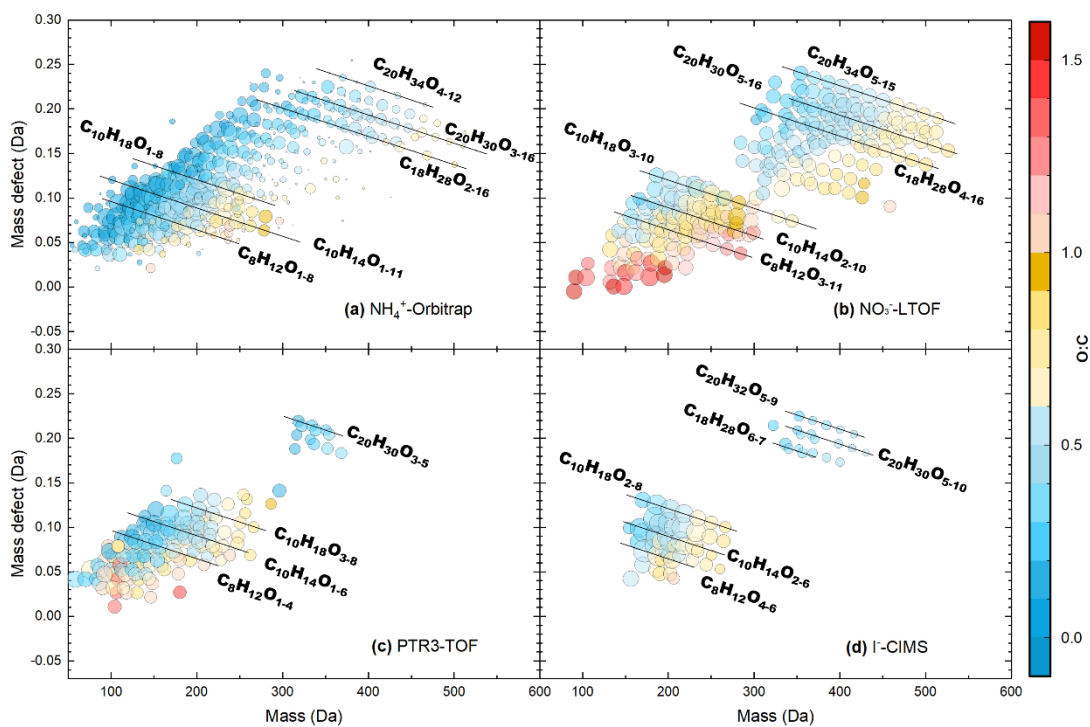 0.30
0.25
0.20
0.15
0.10
0.05
0.00
-0.05
Mass defect (Da)
C₂₀H₃₄O₄₋₁₂
C₁₀H₁₈O₁₋₈
C₂₀H₃₀O₃₋₁₆
C₁₈H₂₈O₂₋₁₆
C₁₀H₁₄O₁₋₁₁
C₈H₁₂O₁₋₈
(a) NH₄⁺-Orbitrap
C₂₀H₃₀O₅₋₁₆
C₂₀H₃₄O₅₋₁₅
C₁₀H₁₈O₃₋₁₀
C₁₈H₂₈O₄₋₁₆
C₁₀H₁₄O₂₋₁₀
C₈H₁₂O₃₋₁₁
(b) NO₃⁻-LTOF
0.30
0.25
0.20
0.15
0.10
0.05
0.00
-0.05
Mass defect (Da)
C₂₀H₃₀O₃₋₅
C₁₀H₁₈O₃₋₈
C₁₀H₁₄O₁₋₆
C₈H₁₂O₁₋₄
(c) PTR3-TOF
100 200 300 400 500 600
Mass (Da)
C₂₀H₃₂O₅₋₉
C₁₈H₂₈O₆₋₇
C₁₀H₁₈O₂₋₈
C₂₀H₃₀O₅₋₁₀
C₁₀H₁₄O₂₋₆
C₈H₁₂O₄₋₆
(d) I⁻-CIMS
100 200 300 400 500 600
Mass (Da)
1.5
1.0
0.5
0.0
O:C